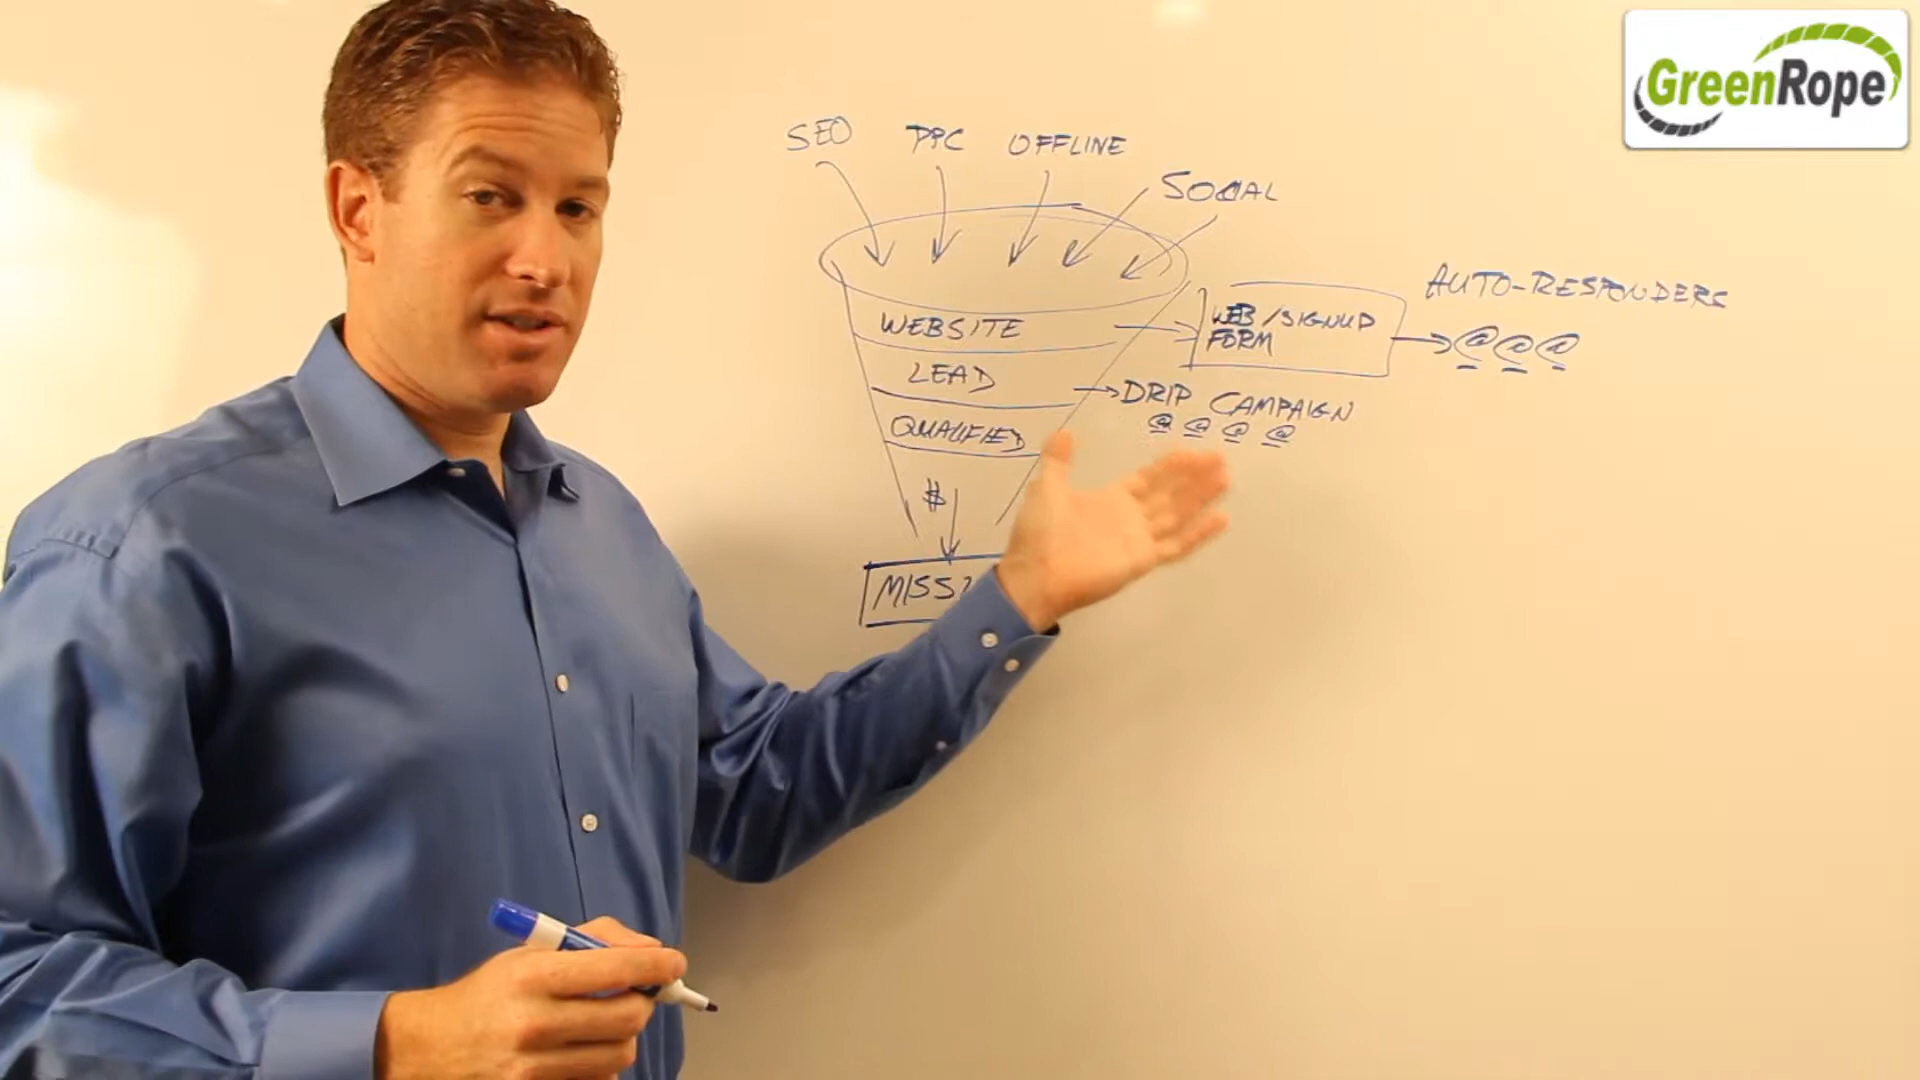 GreenRope
SEO PPC OFFLINE
SOCIAL
AUTO-RESPONDERS
WEBSITE
WEB/SIGNUP
FORM
@ @ @
LEAD
DRIP CAMPAIGN
@ @ @ @
QUALIFIED
$